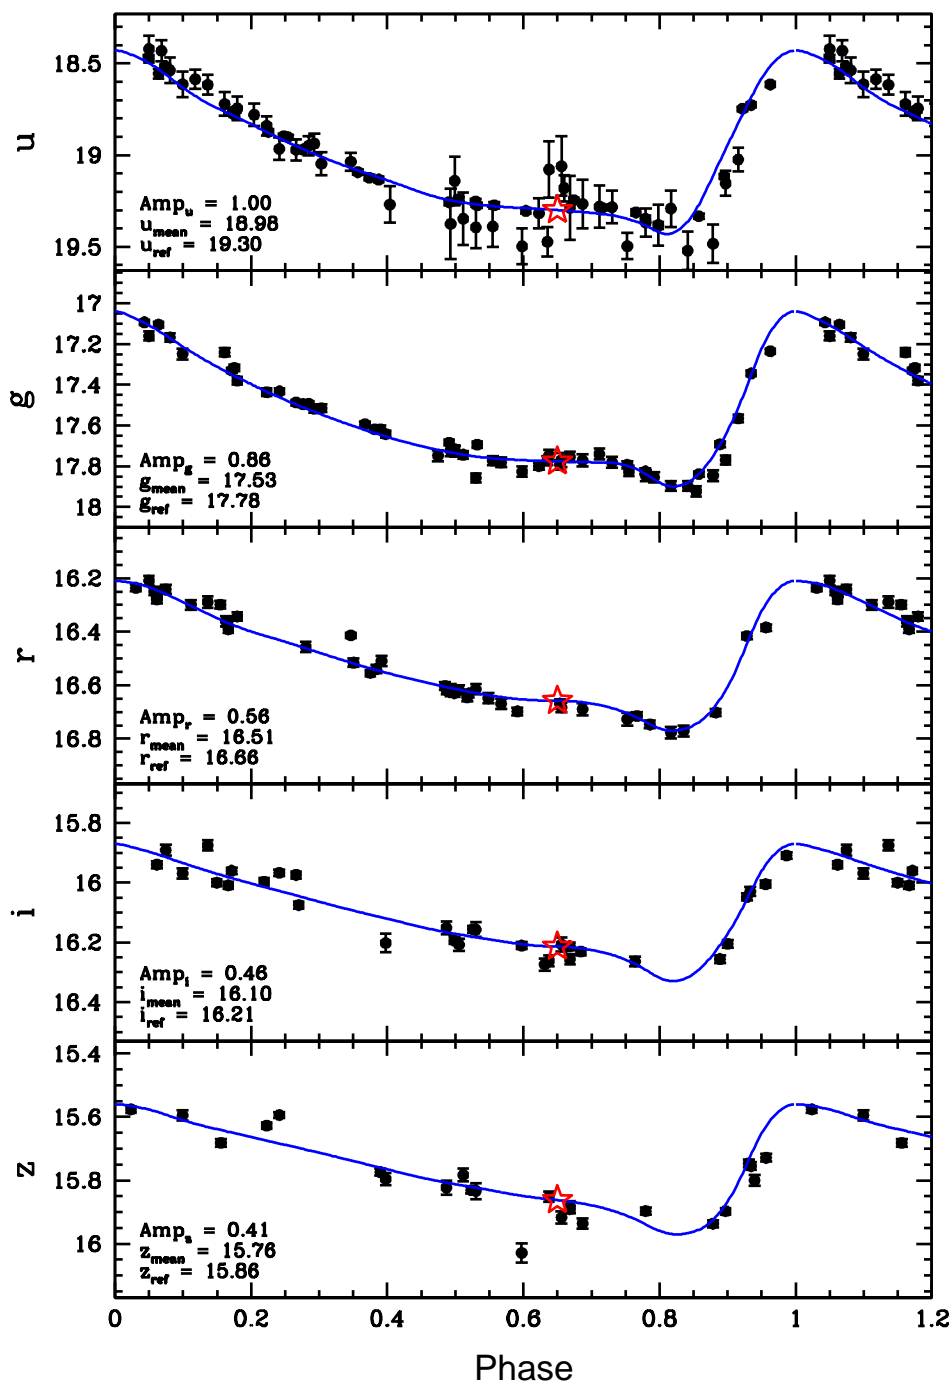 18.5
19
19.5
u
Ampu = 1.00
umean = 18.98
uref = 19.30
17
17.2
17.4
17.6
17.8
18
g
Ampg = 0.86
gmean = 17.53
gref = 17.78
16.2
16.4
16.6
16.8
r
Ampr = 0.56
rmean = 16.51
rref = 16.66
15.8
16
16.2
16.4
i
Ampi = 0.46
imean = 16.10
iref = 16.21
15.4
15.6
15.8
16
z
Ampz = 0.41
zmean = 15.76
zref = 15.86
0 0.2 0.4 0.6 0.8 1 1.2
Phase